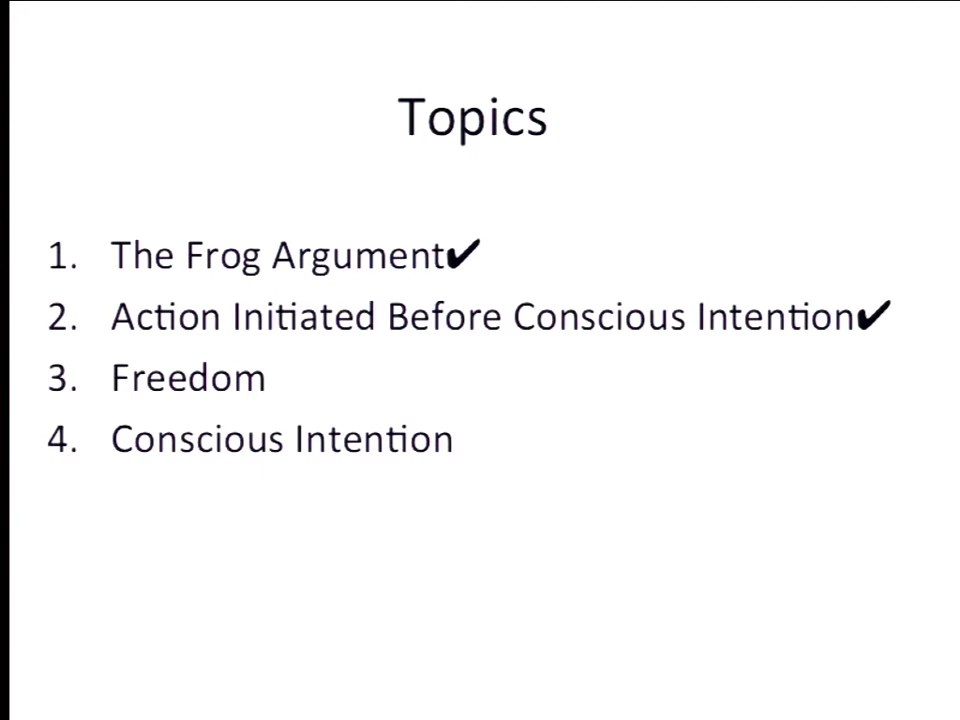 Topics
1. The Frog Argument✔
2. Action Initiated Before Conscious Intention✔
3. Freedom
4. Conscious Intention